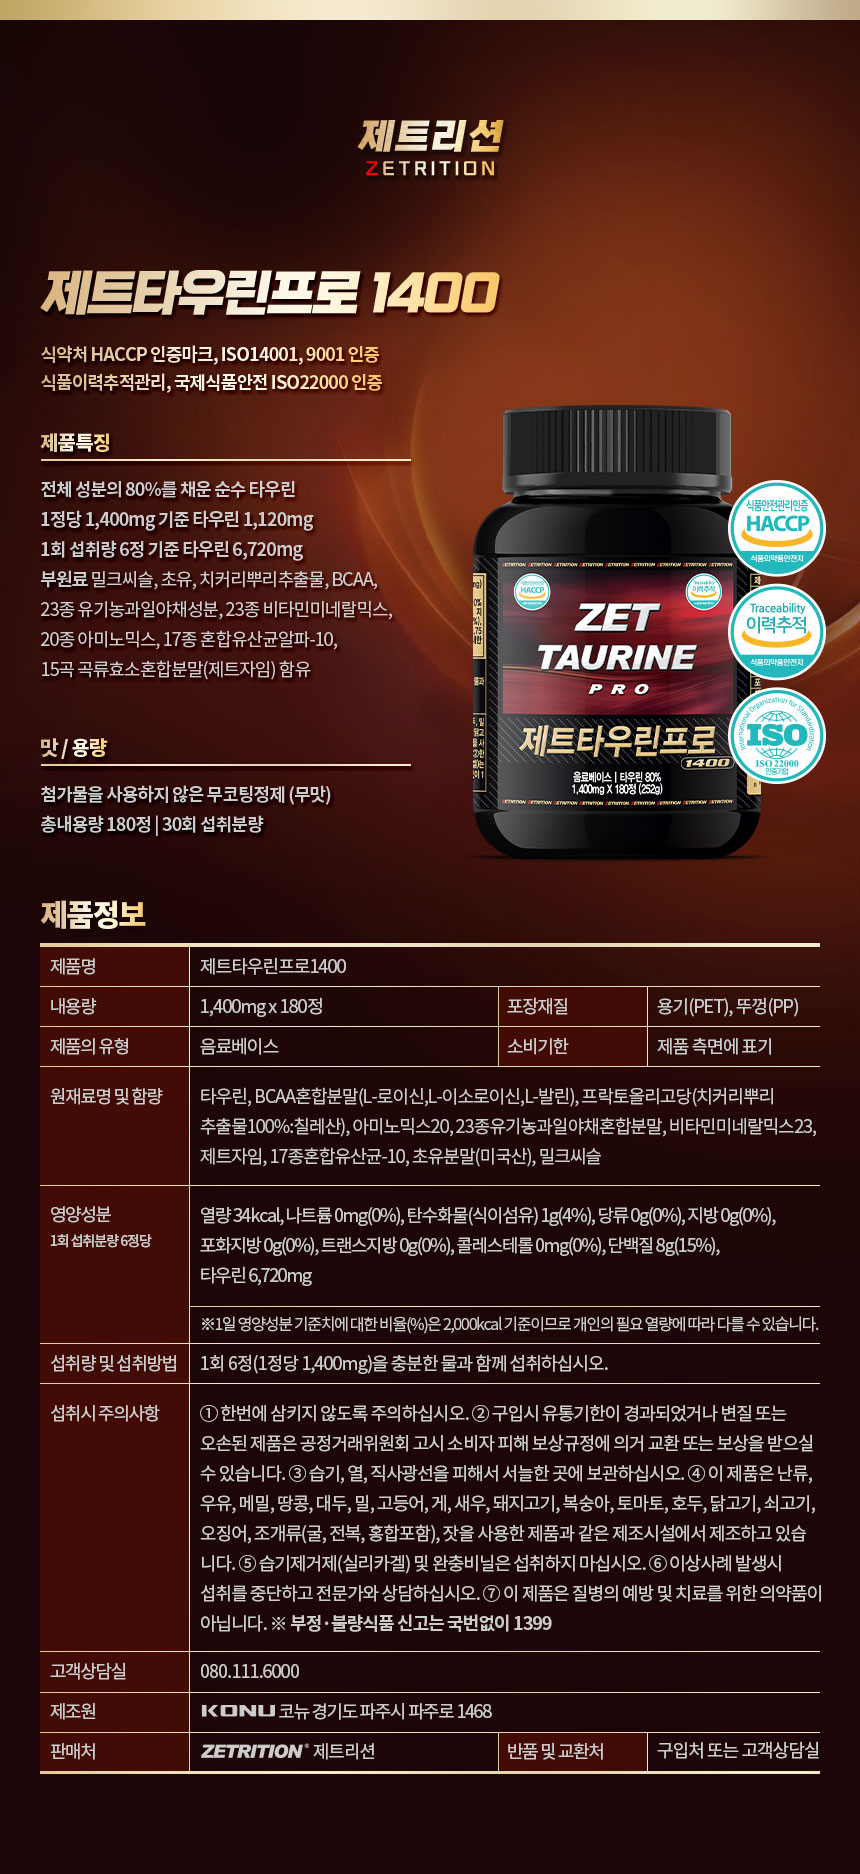 제트리션
ZETRITION
제트타우린프로 1400
식약처 HACCP 인증마크, ISO14001, 9001 인증
식품이력추적관리, 국제식품안전 ISO22000 인증
제품특징
전체 성분의 80%를 채운 순수 타우린
1정당 1,400mg 기준 타우린 1,120mg
1회 섭취량 6정 기준 타우린 6,720mg
부원료 밀크씨슬, 초유, 치커리뿌리추출물, BCAA,
23종 유기농과일야채성분, 23종 비타민미네랄믹스,
20종 아미노믹스, 17종 혼합유산균알파-10,
15곡 곡류효소혼합분말(제트자임) 함유
맛 / 용량
첨가물을 사용하지 않은 무코팅정제 (무맛)
총내용량 180정 | 30회 섭취분량
HACCP
이력추적
ZET
TAURINE
PRO
제트타우린프로
1400
음료베이스 | 타우린 80%
1,400mg X 180정 (252g)
식품안전관리인증
HACCP
식품의약품안전처
Traceability
이력추적
식품의약품안전처
International Organization for Standardization
ISO
ISO 22000
인증기업
제품정보
제품명 제트타우린프로1400
내용량 1,400mg x 180정 포장재질 용기(PET), 뚜껑(PP)
제품의 유형 음료베이스 소비기한 제품 측면에 표기
원재료명 및 함량 타우린, BCAA혼합분말(L-로이신,L-이소로이신,L-발린), 프락토올리고당(치커리뿌리
추출물100%:칠레산), 아미노믹스20, 23종유기농과일야채혼합분말, 비타민미네랄믹스23,
제트자임, 17종혼합유산균-10, 초유분말(미국산), 밀크씨슬
영양성분 열량 34kcal, 나트륨 0mg(0%), 탄수화물(식이섬유) 1g(4%), 당류 0g(0%), 지방 0g(0%),
1회 섭취분량 6정당 포화지방 0g(0%), 트랜스지방 0g(0%), 콜레스테롤 0mg(0%), 단백질 8g(15%),
타우린 6,720mg
※1일 영양성분 기준치에 대한 비율(%)은 2,000kcal 기준이므로 개인의 필요 열량에 따라 다를 수 있습니다.
섭취량 및 섭취방법 1회 6정(1정당 1,400mg)을 충분한 물과 함께 섭취하십시오.
섭취시 주의사항 ① 한번에 삼키지 않도록 주의하십시오. ② 구입시 유통기한이 경과되었거나 변질 또는
오손된 제품은 공정거래위원회 고시 소비자 피해 보상규정에 의거 교환 또는 보상을 받으실
수 있습니다. ③ 습기, 열, 직사광선을 피해서 서늘한 곳에 보관하십시오. ④ 이 제품은 난류,
우유, 메밀, 땅콩, 대두, 밀, 고등어, 게, 새우, 돼지고기, 복숭아, 토마토, 호두, 닭고기, 쇠고기,
오징어, 조개류(굴, 전복, 홍합포함), 잣을 사용한 제품과 같은 제조시설에서 제조하고 있습
니다. ⑤ 습기제거제(실리카겔) 및 완충비닐은 섭취하지 마십시오. ⑥ 이상사례 발생시
섭취를 중단하고 전문가와 상담하십시오. ⑦ 이 제품은 질병의 예방 및 치료를 위한 의약품이
아닙니다. ※ 부정·불량식품 신고는 국번없이 1399
고객상담실 080.111.6000
제조원 KONU 코뉴 경기도 파주시 파주로 1468
판매처 ZETRITION® 제트리션 반품 및 교환처 구입처 또는 고객상담실